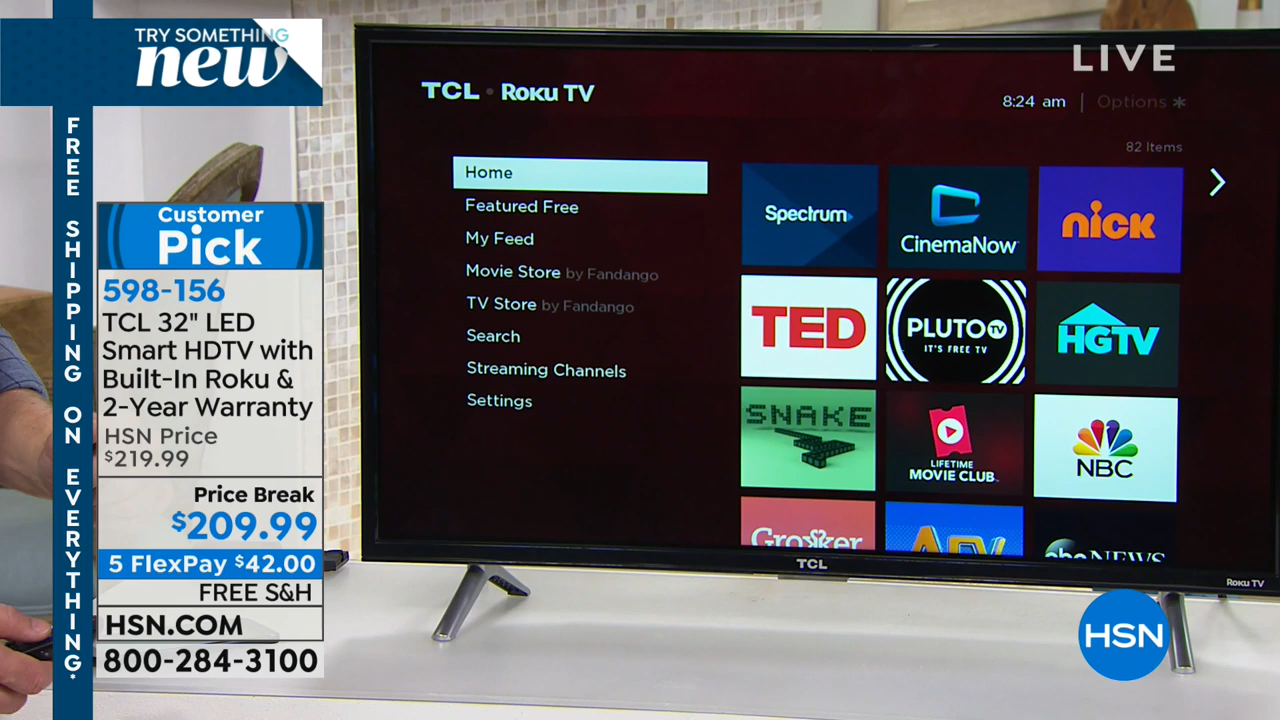 TRY SOMETHING
new
FREE SHIPPING ON EVERYTHING*
Customer
Pick
598-156
TCL 32" LED
Smart HDTV with
Built-In Roku &
2-Year Warranty
HSN Price
$219.99
Price Break
$209.99
5 FlexPay $42.00
FREE S&H
HSN.COM
800-284-3100
LIVE
TCL • Roku TV
8:24 am | Options *
82 Items
Home
Featured Free
My Feed
Movie Store by Fandango
TV Store by Fandango
Search
Streaming Channels
Settings
Spectrum
CinemaNow
nick
TED
PLUTO TV
IT'S FREE TV
HGTV
SNAKE
LIFETIME
MOVIE CLUB
NBC
Crackser
abc NEWS
TCL
Roku TV
HSN